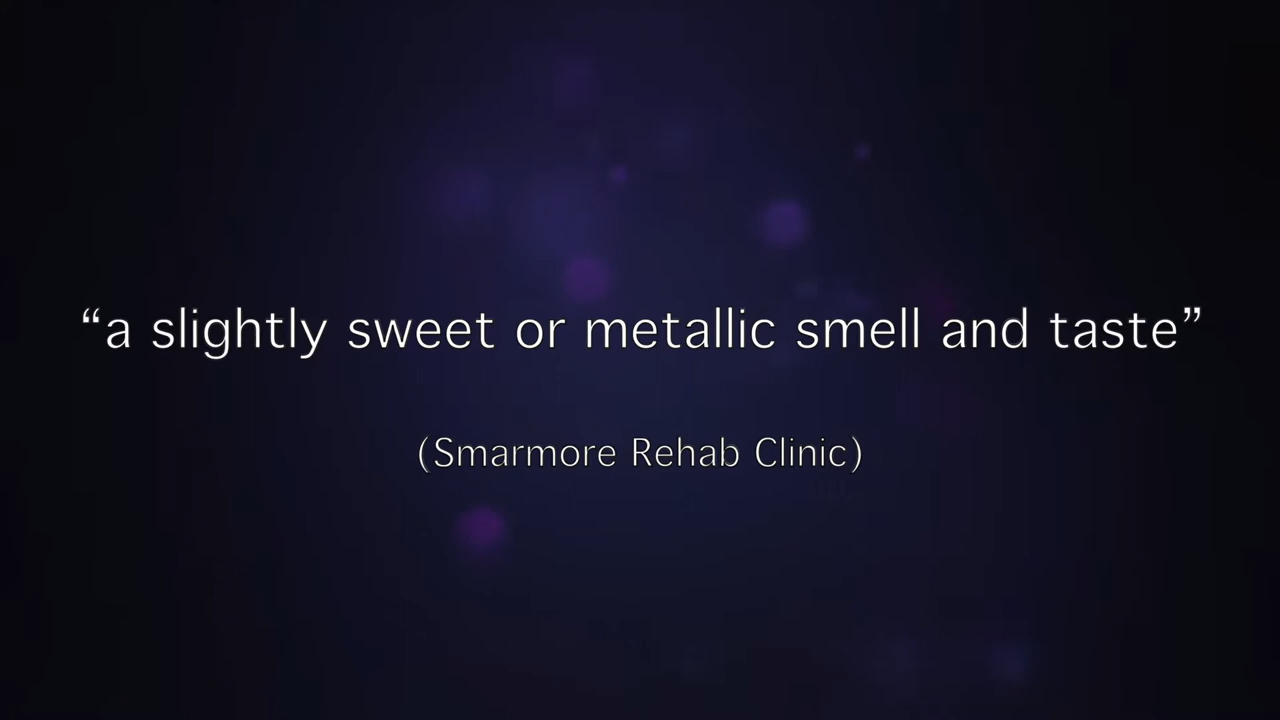 “a slightly sweet or metallic smell and taste”
(Smarmore Rehab Clinic)